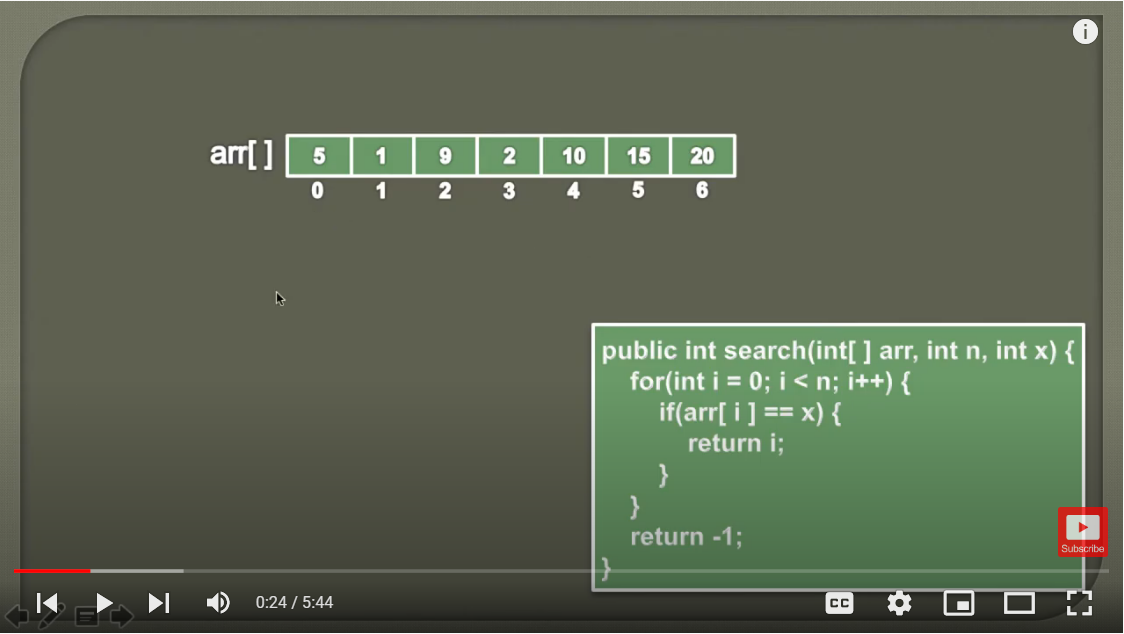 arr[ ] 5 1 9 2 10 15 20
0 1 2 3 4 5 6
public int search(int[ ] arr, int n, int x) {
for(int i = 0; i < n; i++) {
if(arr[ i ] == x) {
return i;
}
}
return -1;
}
Subscribe
0:24 / 5:44
CC